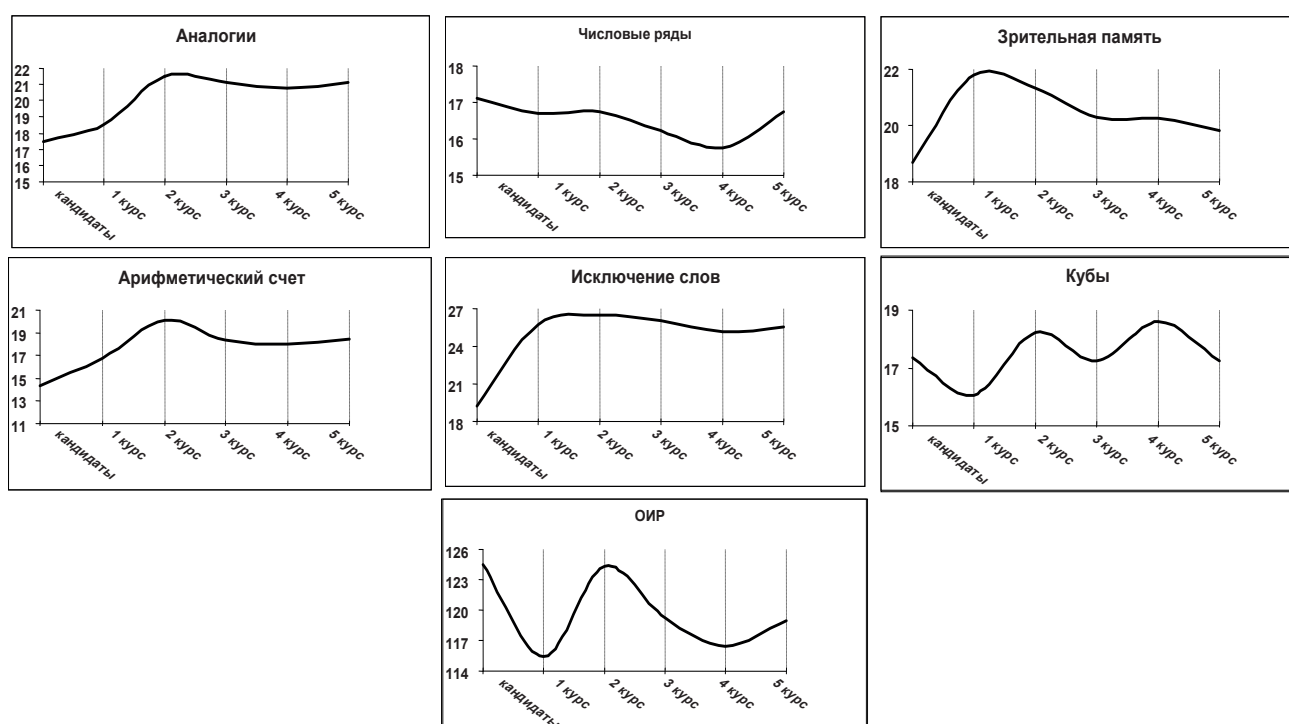 Аналогии
22
21
20
19
18
17
16
15
кандидаты
1 курс
2 курс
3 курс
4 курс
5 курс
Числовые ряды
18
17
16
15
кандидаты
1 курс
2 курс
3 курс
4 курс
5 курс
Зрительная память
22
20
18
кандидаты
1 курс
2 курс
3 курс
4 курс
5 курс
Арифметический счет
21
19
17
15
13
11
кандидаты
1 курс
2 курс
3 курс
4 курс
5 курс
Исключение слов
27
24
21
18
кандидаты
1 курс
2 курс
3 курс
4 курс
5 курс
Кубы
19
17
15
кандидаты
1 курс
2 курс
3 курс
4 курс
5 курс
ОИР
126
123
120
117
114
кандидаты
1 курс
2 курс
3 курс
4 курс
5 курс